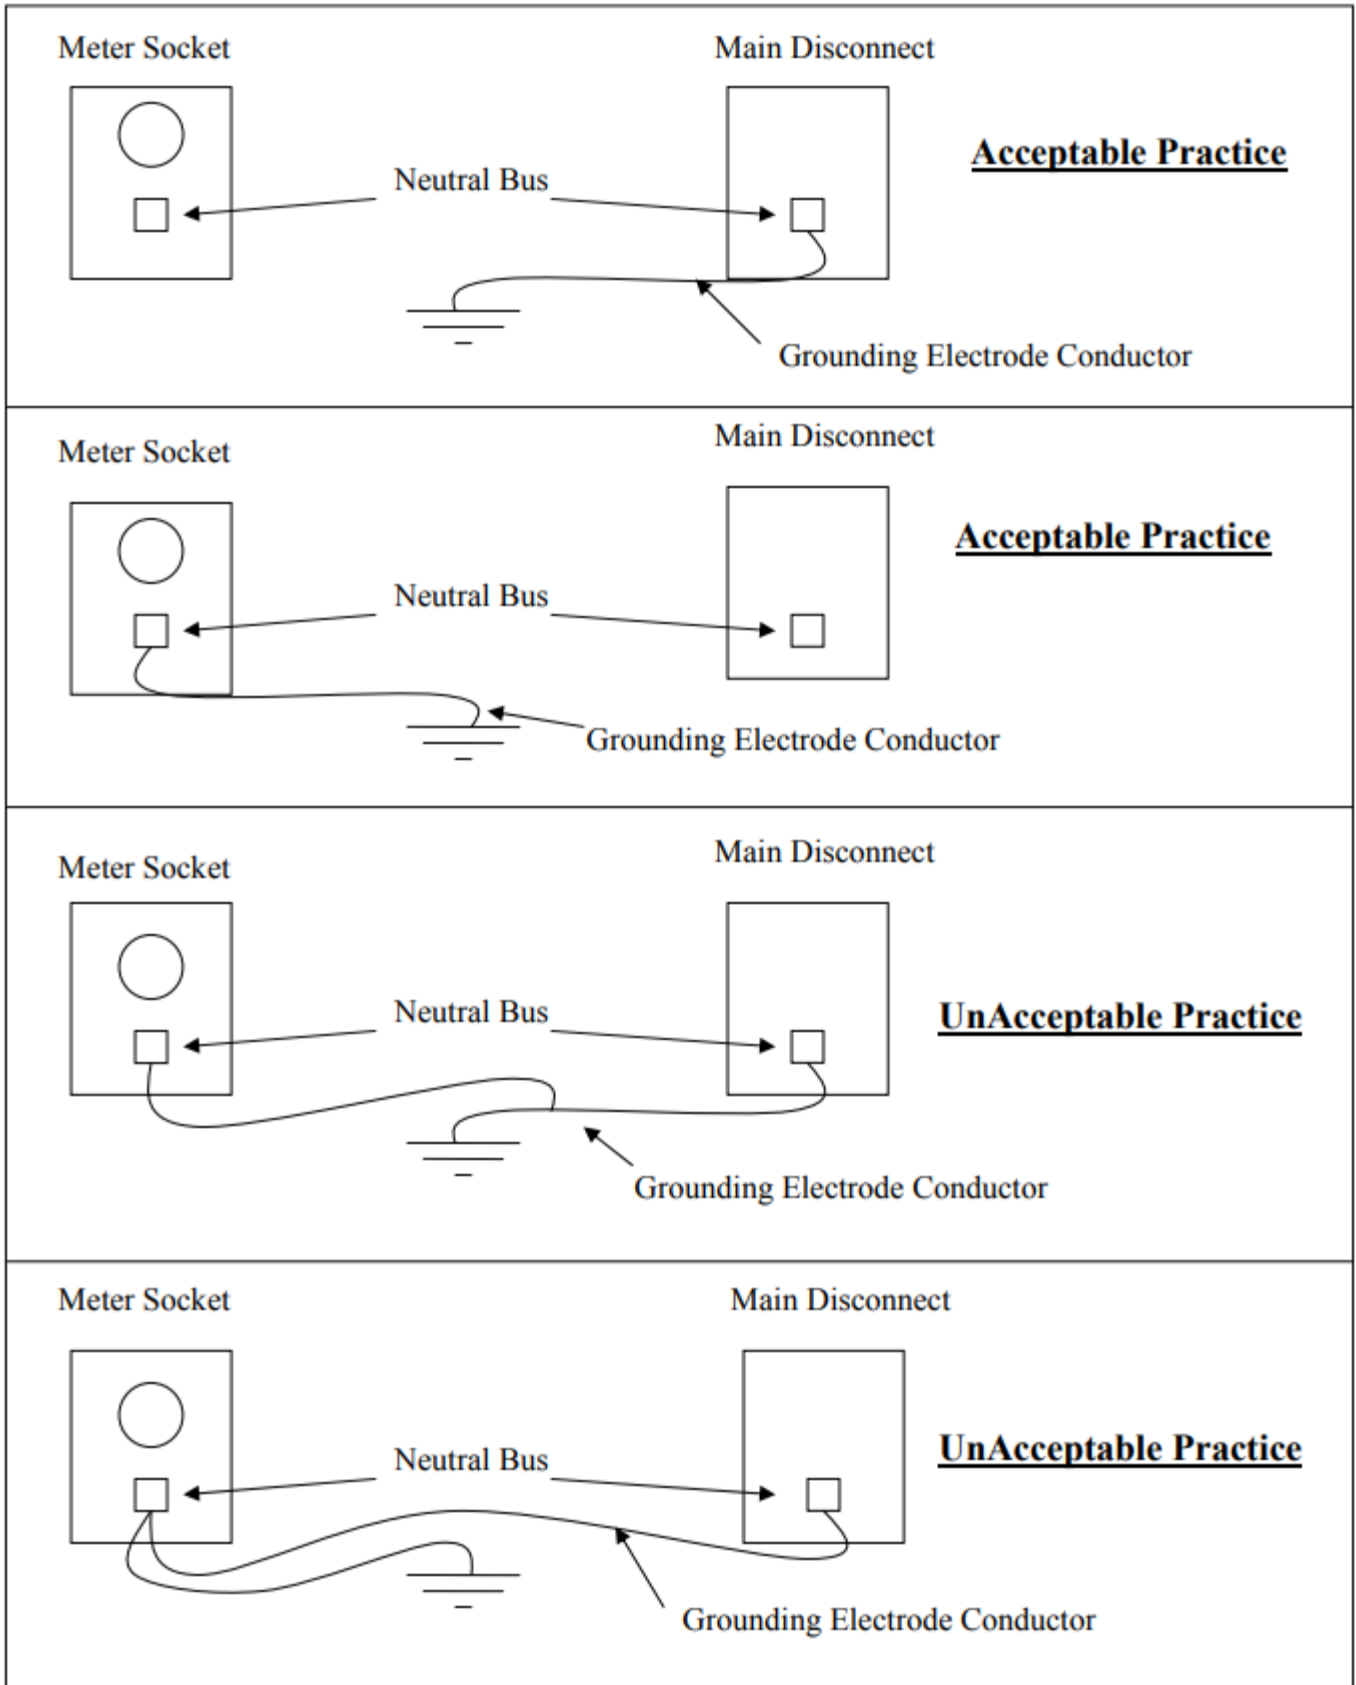 Meter Socket
Main Disconnect
Acceptable Practice
Neutral Bus
Grounding Electrode Conductor
Main Disconnect
Meter Socket
Acceptable Practice
Neutral Bus
Grounding Electrode Conductor
Main Disconnect
Meter Socket
Neutral Bus
UnAcceptable Practice
Grounding Electrode Conductor
Meter Socket
Main Disconnect
UnAcceptable Practice
Neutral Bus
Grounding Electrode Conductor